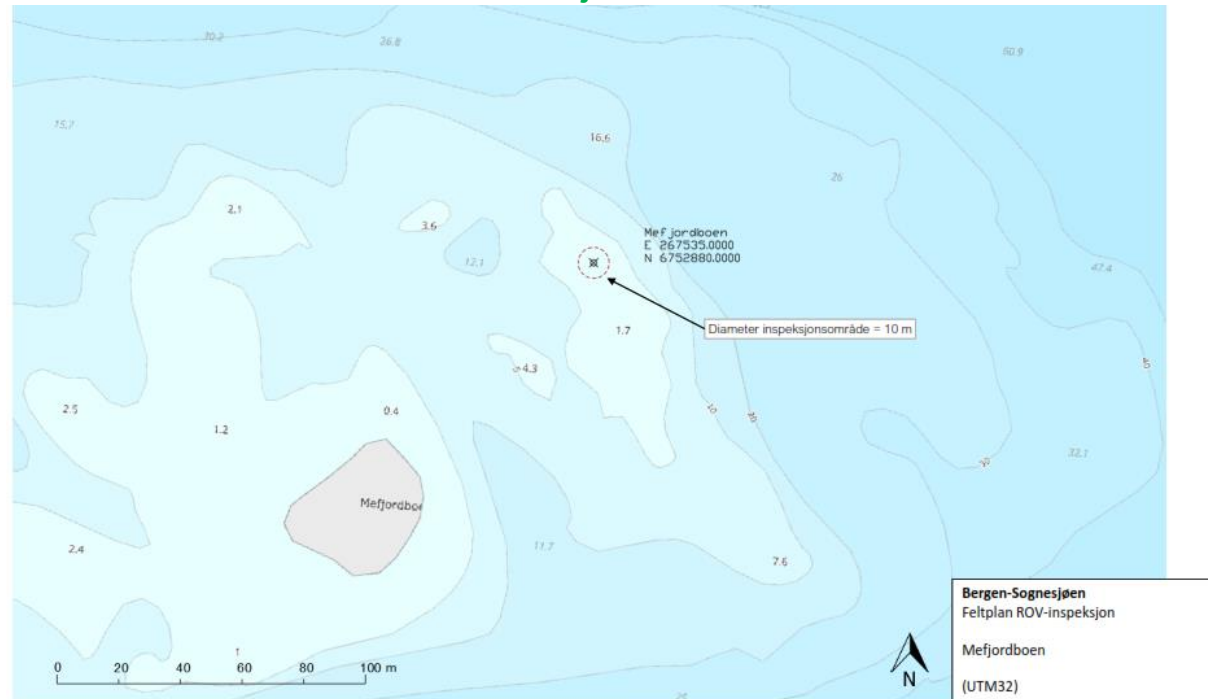 30.2
26.8
60.9
15.7
16.6
26
2.1
3.6
12.1
Mefjordboen
E 267535.0000
N 6752880.0000
47.4
Diameter inspeksjonsområde = 10 m
1.7
4.3
40
2.5
0.4
10
20
1.2
30
32.1
Mefjordboe
11.7
2.4
7.6
Bergen-Sognesjøen
Feltplan ROV-inspeksjon
Mefjordboen
(UTM32)
0 20 40 60 80 100 m
N